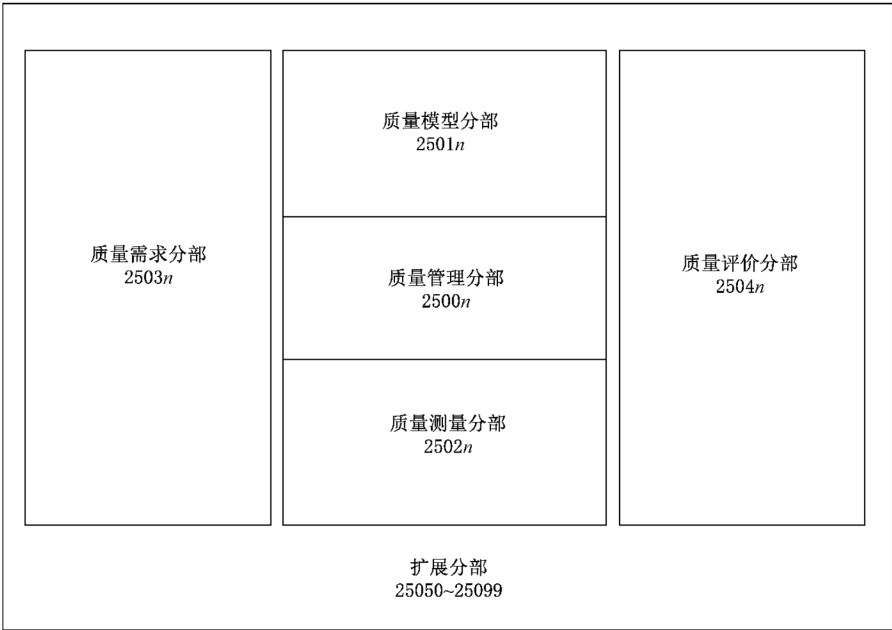 质量模型分部
2501n
质量需求分部
2503n
质量管理分部
2500n
质量评价分部
2504n
质量测量分部
2502n
扩展分部
25050~25099